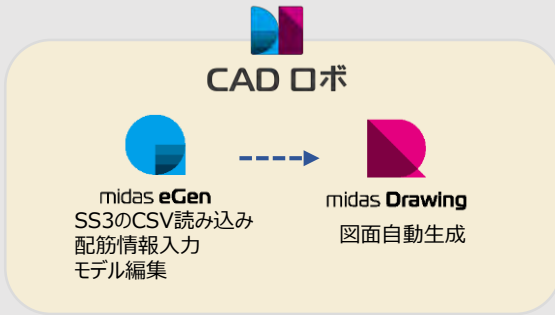 CAD ロボ
midas eGen
SS3のCSV読み込み
配筋情報入力
モデル編集
midas Drawing
図面自動生成